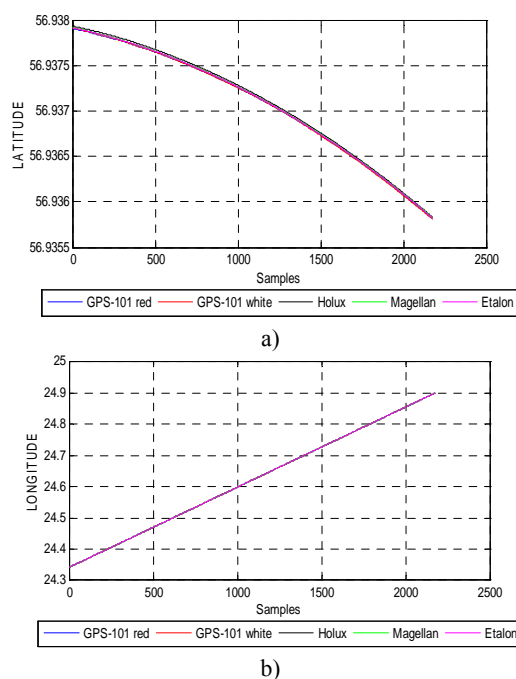 56.938
56.9375
56.937
56.9365
56.936
56.9355
LATITUDE
0 500 1000 1500 2000 2500
Samples
GPS-101 red GPS-101 white Holux Magellan Etalon
a)
25
24.9
24.8
24.7
24.6
24.5
24.4
24.3
LONGITUDE
0 500 1000 1500 2000 2500
Samples
GPS-101 red GPS-101 white Holux Magellan Etalon
b)